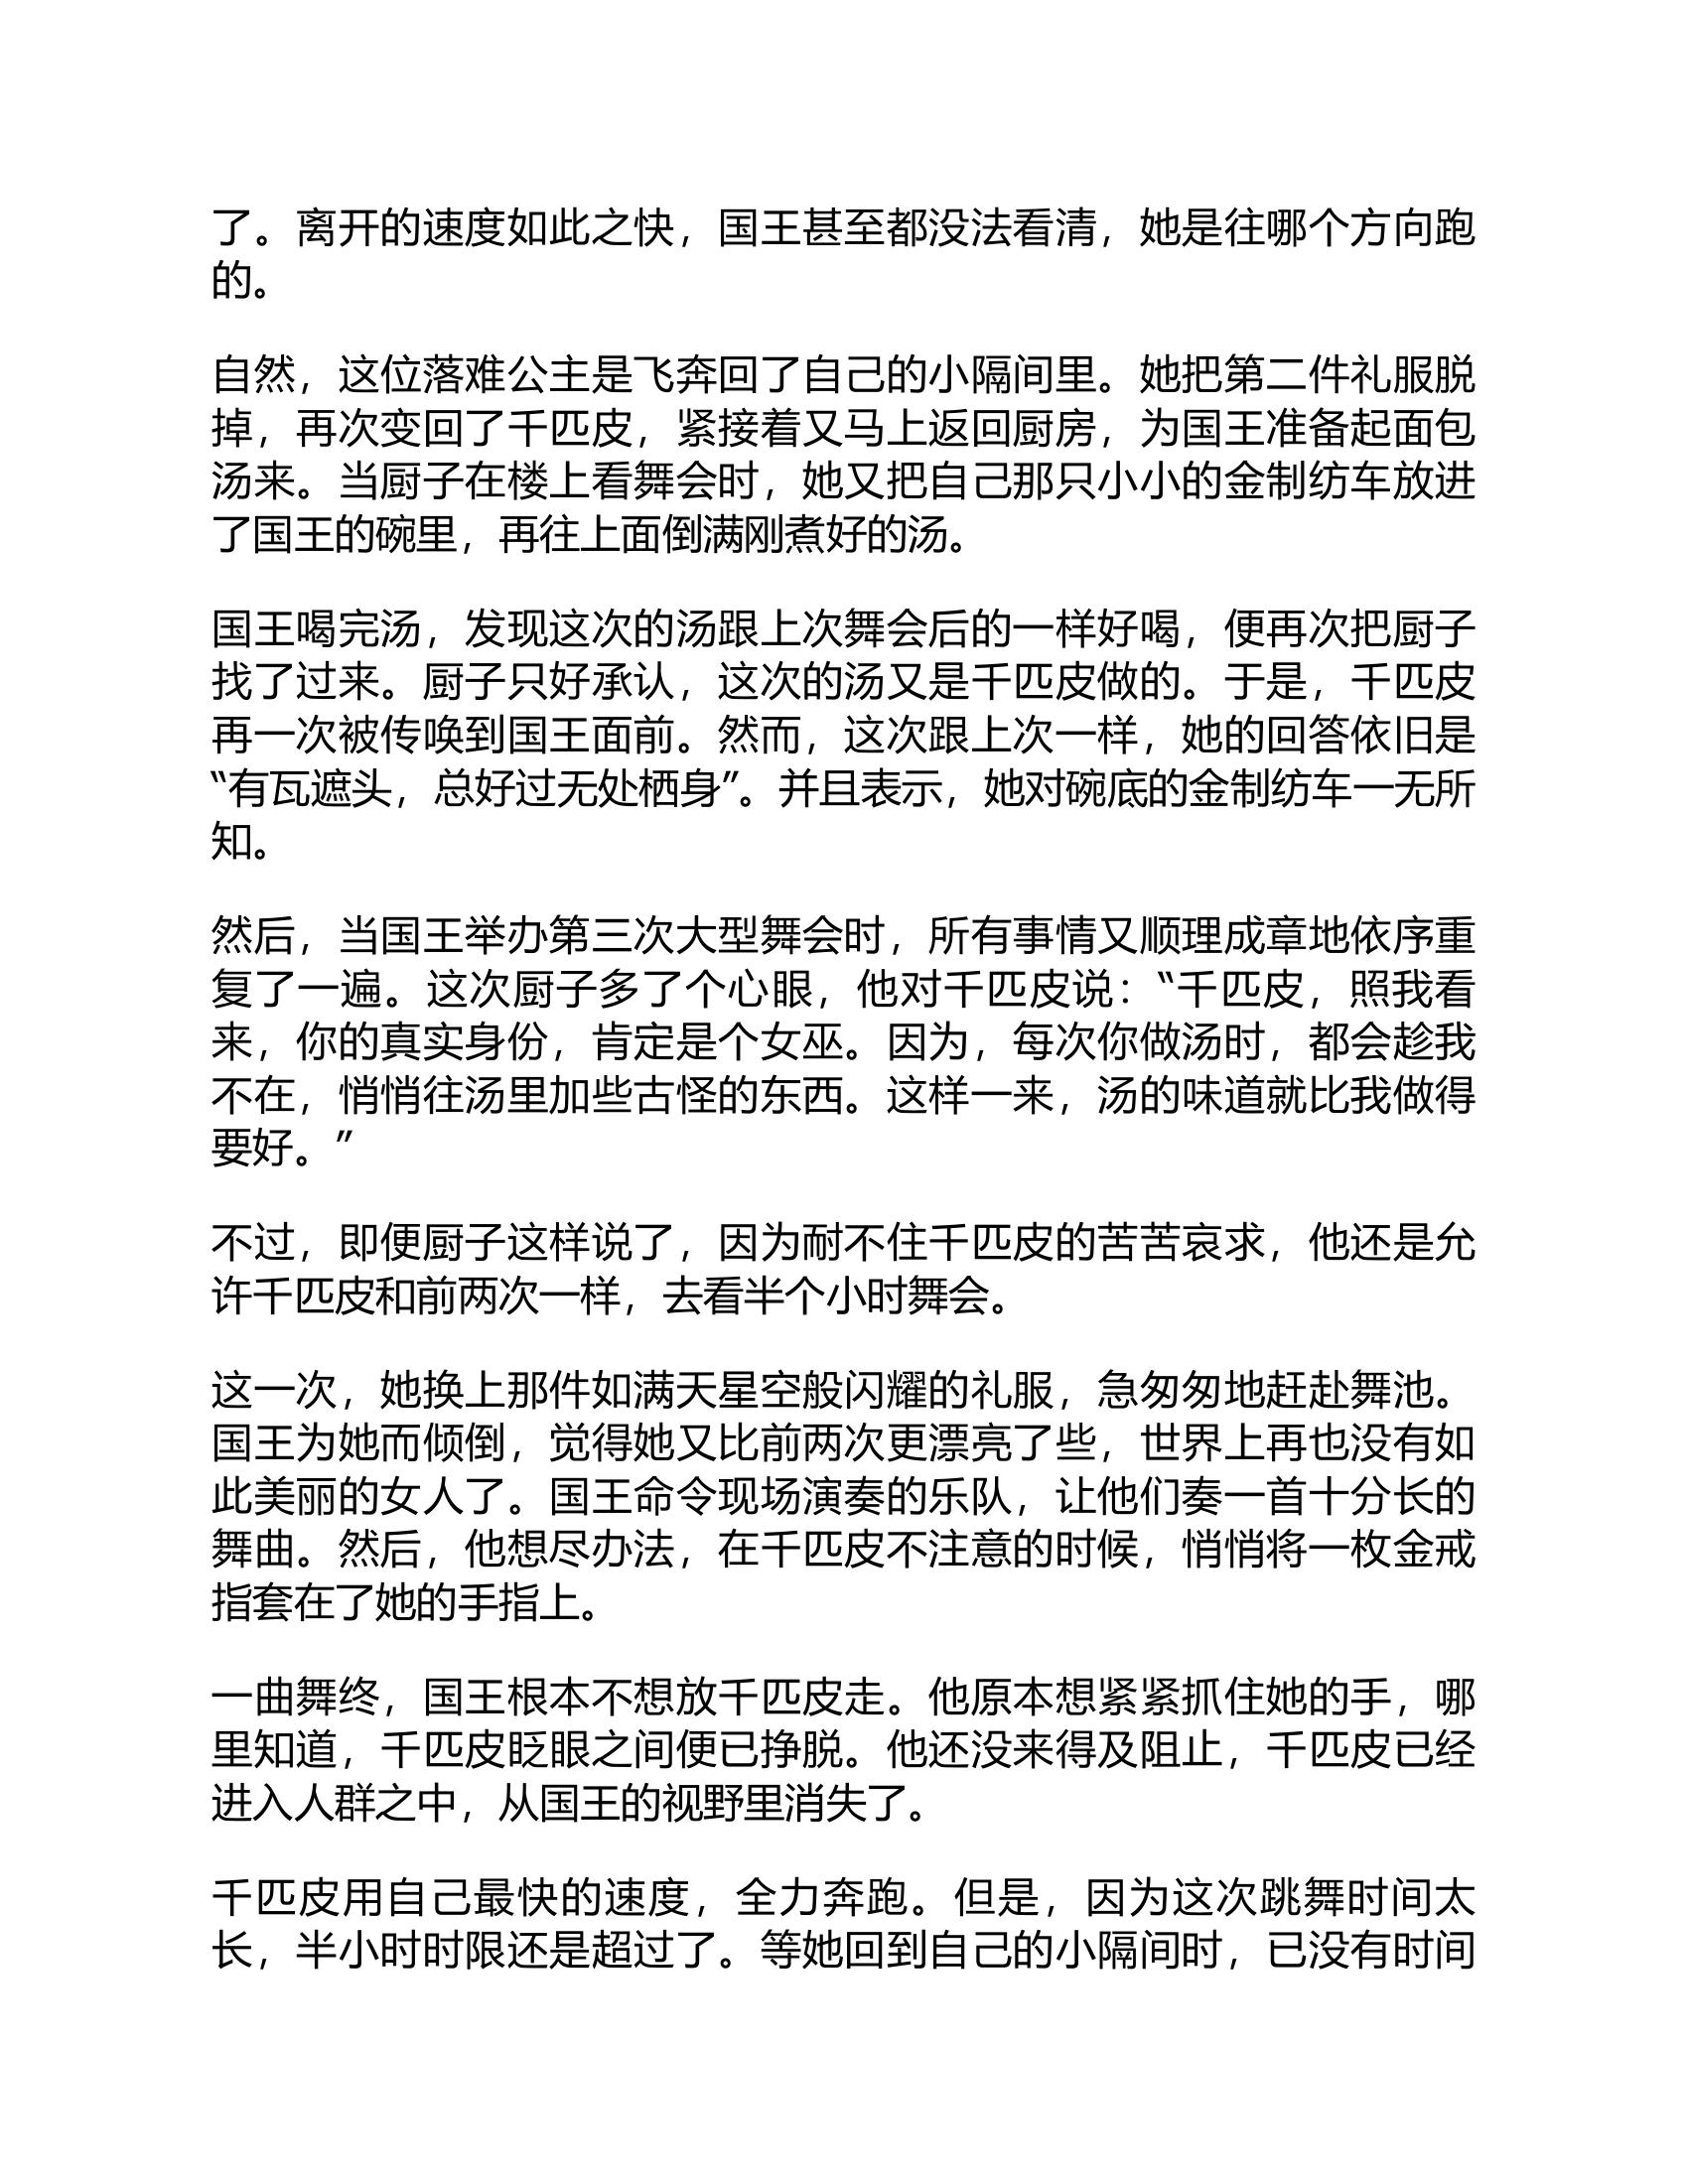 了。离开的速度如此之快，国王甚至都没法看清，她是往哪个方向跑
的。
自然，这位落难公主是飞奔回了自己的小隔间里。她把第二件礼服脱
掉，再次变回了千匹皮，紧接着又马上返回厨房，为国王准备起面包
汤来。当厨子在楼上看舞会时，她又把自己那只小小的金制纺车放进
了国王的碗里，再往上面倒满刚煮好的汤。
国王喝完汤，发现这次的汤跟上次舞会后的一样好喝，便再次把厨子
找了过来。厨子只好承认，这次的汤又是千匹皮做的。于是，千匹皮
再一次被传唤到国王面前。然而，这次跟上次一样，她的回答依旧是
“有瓦遮头，总好过无处栖身”。并且表示，她对碗底的金制纺车一无所
知。
然后，当国王举办第三次大型舞会时，所有事情又顺理成章地依序重
复了一遍。这次厨子多了个心眼，他对千匹皮说：“千匹皮，照我看
来，你的真实身份，肯定是个女巫。因为，每次你做汤时，都会趁我
不在，悄悄往汤里加些古怪的东西。这样一来，汤的味道就比我做得
要好。”
不过，即便厨子这样说了，因为耐不住千匹皮的苦苦哀求，他还是允
许千匹皮和前两次一样，去看半个小时舞会。
这一次，她换上那件如满天星空般闪耀的礼服，急匆匆地赶赴舞池。
国王为她而倾倒，觉得她又比前两次更漂亮了些，世界上再也没有如
此美丽的女人了。国王命令现场演奏的乐队，让他们奏一首十分长的
舞曲。然后，他想尽办法，在千匹皮不注意的时候，悄悄将一枚金戒
指套在了她的手指上。
一曲舞终，国王根本不想放千匹皮走。他原本想紧紧抓住她的手，哪
里知道，千匹皮眨眼之间便已挣脱。他还没来得及阻止，千匹皮已经
进入人群之中，从国王的视野里消失了。
千匹皮用自己最快的速度，全力奔跑。但是，因为这次跳舞时间太
长，半小时时限还是超过了。等她回到自己的小隔间时，已没有时间